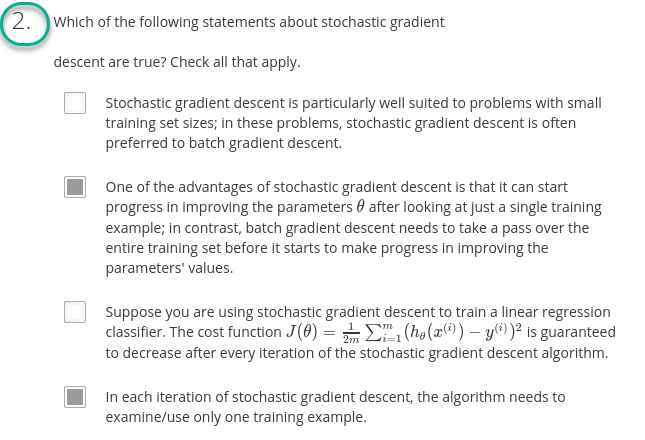 2. Which of the following statements about stochastic gradient
descent are true? Check all that apply.
Stochastic gradient descent is particularly well suited to problems with small
training set sizes; in these problems, stochastic gradient descent is often
preferred to batch gradient descent.
One of the advantages of stochastic gradient descent is that it can start
progress in improving the parameters θ after looking at just a single training
example; in contrast, batch gradient descent needs to take a pass over the
entire training set before it starts to make progress in improving the
parameters' values.
Suppose you are using stochastic gradient descent to train a linear regression
classifier. The cost function J(θ) = 1/2m ∑ᵢ₌₁ᵐ (hθ(x⁽ⁱ⁾) − y⁽ⁱ⁾)² is guaranteed
to decrease after every iteration of the stochastic gradient descent algorithm.
In each iteration of stochastic gradient descent, the algorithm needs to
examine/use only one training example.